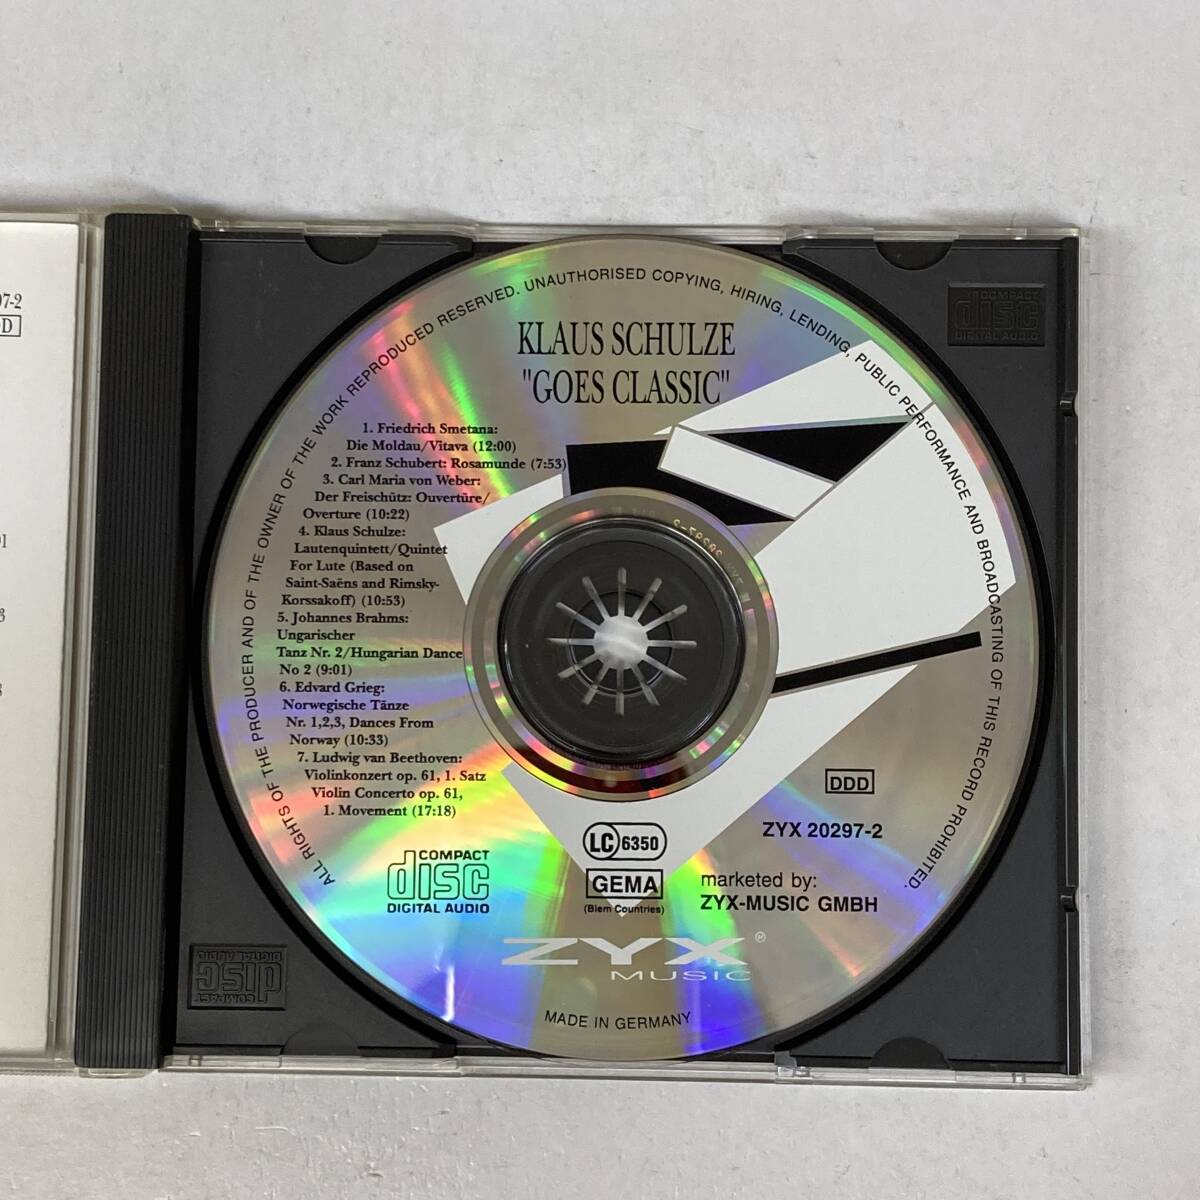 97-2
ALL RIGHTS OF THE PRODUCER AND OF THE OWNER OF THE WORK REPRODUCED RESERVED. UNAUTHORISED COPYING, HIRING, LENDING, PUBLIC PERFORMANCE AND BROADCASTING OF THIS RECORD PROHIBITED.
KLAUS SCHULZE
"GOES CLASSIC"
1. Friedrich Smetana:
Die Moldau/Vitava (12:00)
2. Franz Schubert: Rosamunde (7:53)
3. Carl Maria von Weber:
Der Freischütz: Ouvertüre/
Overture (10:22)
4. Klaus Schulze:
Lautenquintett/Quintet
For Lute (Based on
Saint-Saëns and Rimsky-
Korssakoff) (10:53)
5. Johannes Brahms:
Ungarischer
Tanz Nr. 2/Hungarian Dance
No 2 (9:01)
6. Edvard Grieg:
Norwegische Tänze
Nr. 1,2,3, Dances From
Norway (10:33)
7. Ludwig van Beethoven:
Violinkonzert op. 61, 1. Satz
Violin Concerto op. 61,
1. Movement (17:18)
DDD
ZYX 20297-2
LC 6350
GEMA
(Biem Countries)
marketed by:
ZYX-MUSIC GMBH
COMPACT
disc
DIGITAL AUDIO
ZYX®
MUSIC
MADE IN GERMANY
COMPACT
disc
DIGITAL AUDIO
COMPACT
disc
DIGITAL AUDIO